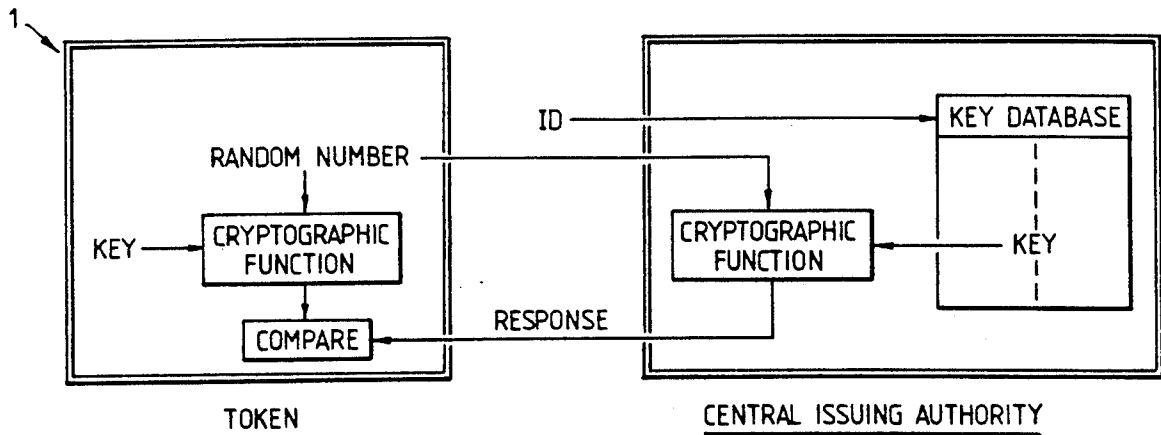 1
ID
KEY DATABASE
RANDOM NUMBER
KEY
CRYPTOGRAPHIC
FUNCTION
CRYPTOGRAPHIC
FUNCTION
KEY
RESPONSE
COMPARE
TOKEN
CENTRAL ISSUING AUTHORITY